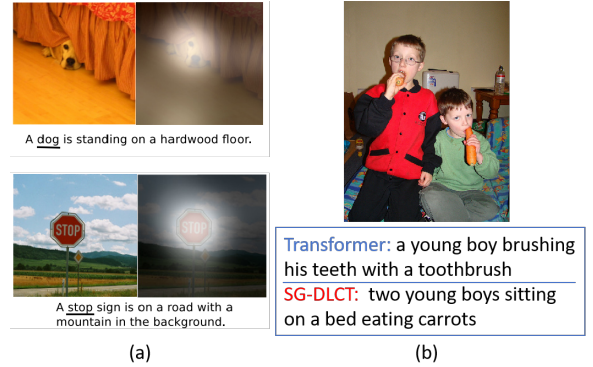 A dog is standing on a hardwood floor.
STOP
STOP
A stop sign is on a road with a
mountain in the background.
(a)
Transformer: a young boy brushing
his teeth with a toothbrush
SG-DLCT: two young boys sitting
on a bed eating carrots
(b)